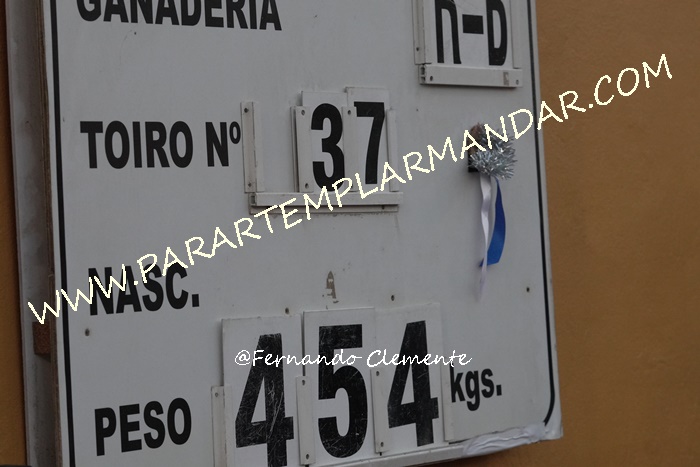 GANADERIA
n-D
TOIRO Nº 37
WWW.PARARTEMPLARMANDAR.COM
NASC.
@Fernando Clemente
PESO 454 kgs.